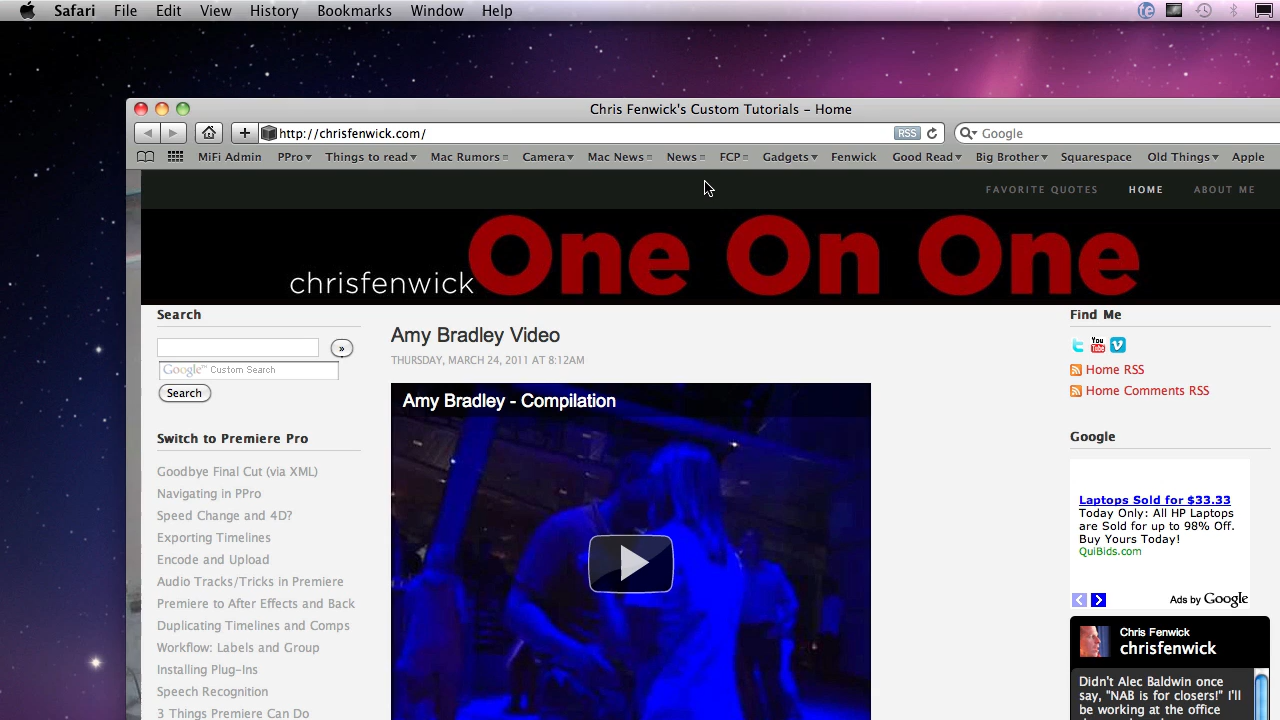 Safari File Edit View History Bookmarks Window Help
Chris Fenwick's Custom Tutorials – Home
http://chrisfenwick.com/ RSS Google
MiFi Admin PPro Things to read Mac Rumors Camera Mac News News FCP Gadgets Fenwick Good Read Big Brother Squarespace Old Things Apple
FAVORITE QUOTES HOME ABOUT ME
chrisfenwick One On One
Search
»
Google™ Custom Search
Search
Switch to Premiere Pro
Goodbye Final Cut (via XML)
Navigating in PPro
Speed Change and 4D?
Exporting Timelines
Encode and Upload
Audio Tracks/Tricks in Premiere
Premiere to After Effects and Back
Duplicating Timelines and Comps
Workflow: Labels and Group
Installing Plug-Ins
Speech Recognition
3 Things Premiere Can Do
Amy Bradley Video
THURSDAY, MARCH 24, 2011 AT 8:12AM
Amy Bradley - Compilation
Find Me
You Tube
Home RSS
Home Comments RSS
Google
Laptops Sold for $33.33
Today Only: All HP Laptops
are Sold for up to 98% Off.
Buy Yours Today!
QuiBids.com
Ads by Google
Chris Fenwick
chrisfenwick
Didn't Alec Baldwin once
say, "NAB is for closers!" I'll
be working at the office